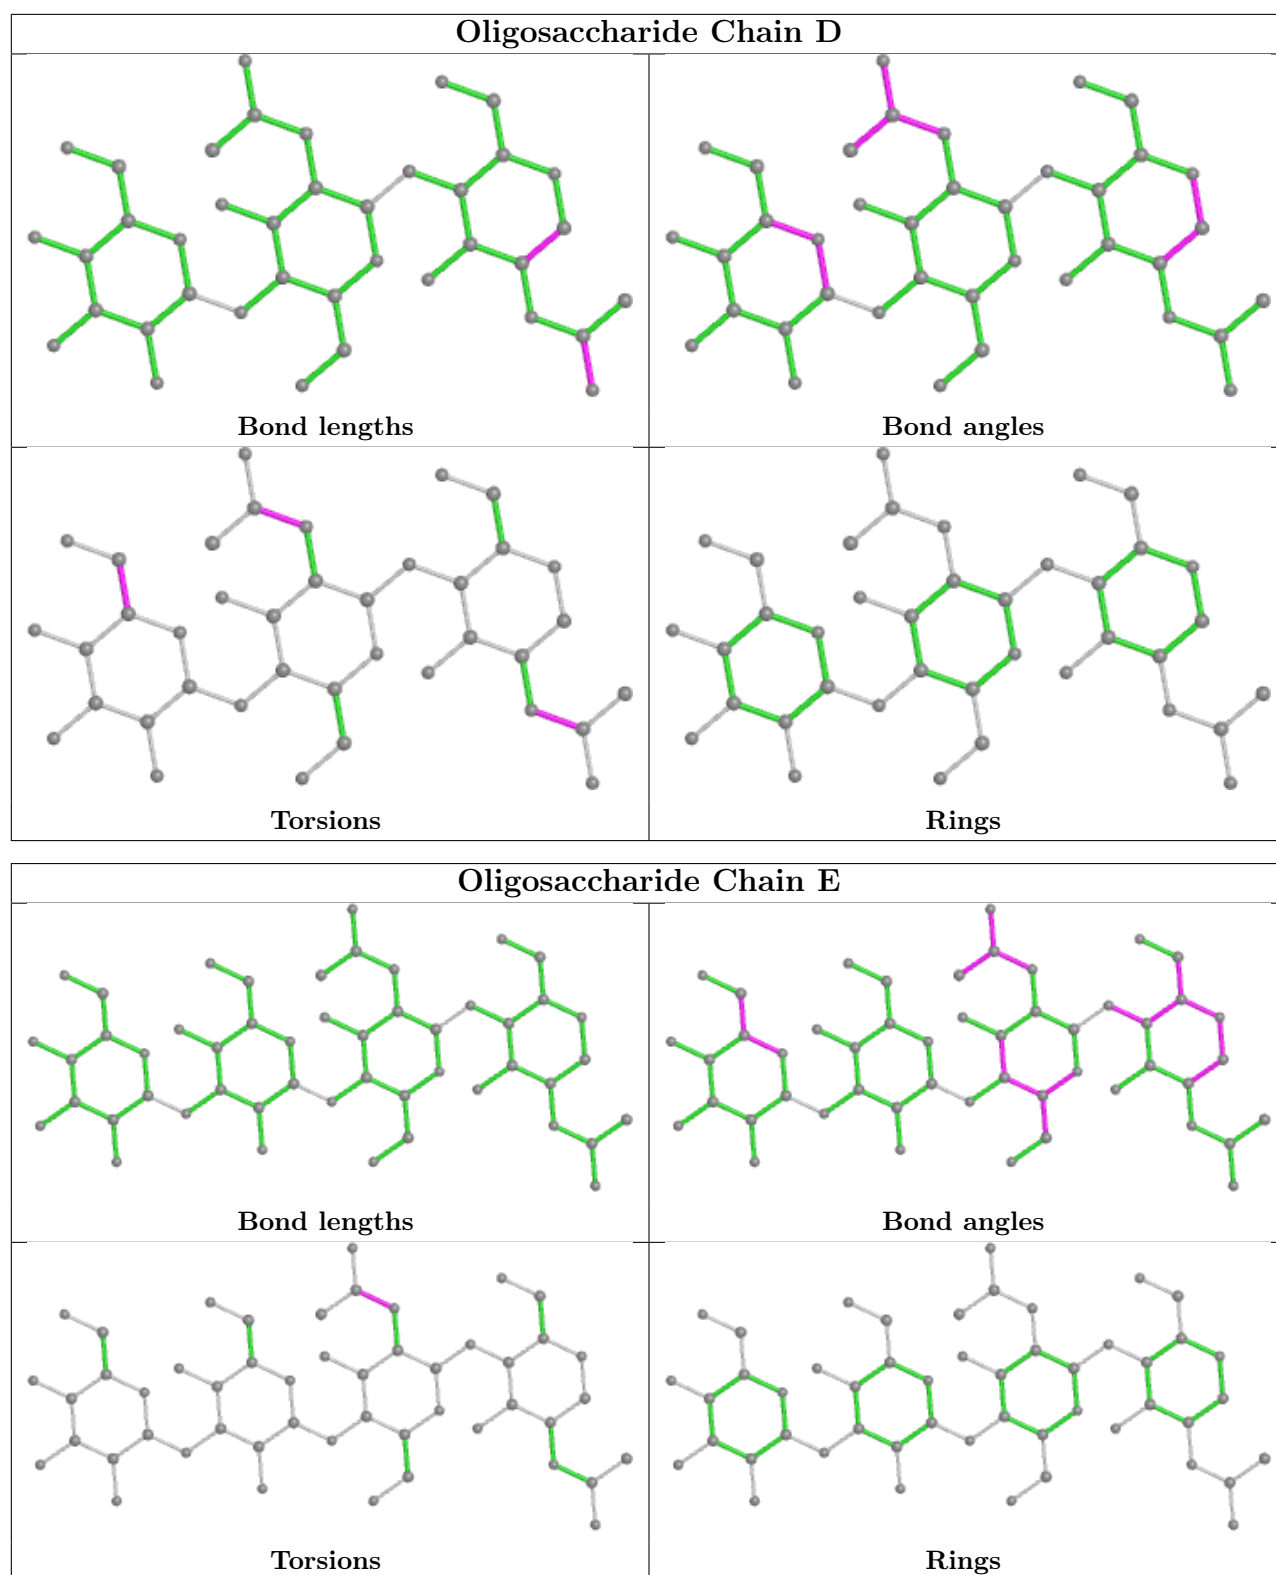 Oligosaccharide Chain D
Bond lengths
Bond angles
Torsions
Rings
Oligosaccharide Chain E
Bond lengths
Bond angles
Torsions
Rings